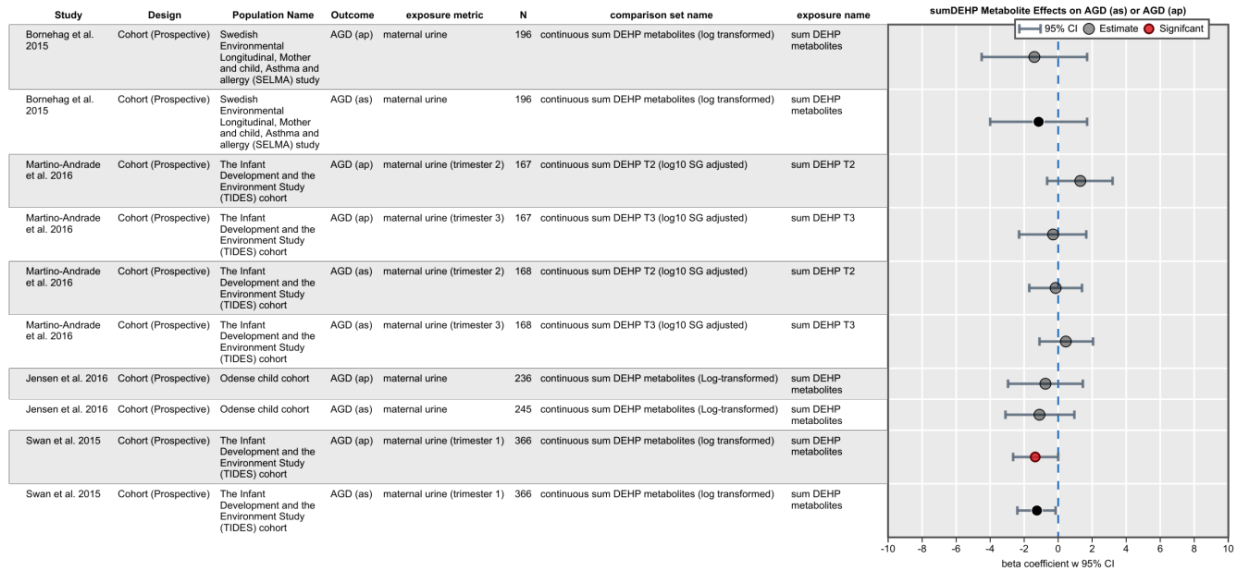 sumDEHP Metabolite Effects on AGD (as) or AGD (ap)
Study Design Population Name Outcome exposure metric N comparison set name exposure name
95% CI Estimate Signifcant
Bornehag et al. Cohort (Prospective) Swedish AGD (ap) maternal urine 196 continuous sum DEHP metabolites (log transformed) sum DEHP
2015 Environmental metabolites
Longitudinal, Mother
and child, Asthma and
allergy (SELMA) study
Bornehag et al. Cohort (Prospective) Swedish AGD (as) maternal urine 196 continuous sum DEHP metabolites (log transformed) sum DEHP
2015 Environmental metabolites
Longitudinal, Mother
and child, Asthma and
allergy (SELMA) study
Martino-Andrade Cohort (Prospective) The Infant AGD (ap) maternal urine (trimester 2) 167 continuous sum DEHP T2 (log10 SG adjusted) sum DEHP T2
et al. 2016 Development and the
Environment Study
(TIDES) cohort
Martino-Andrade Cohort (Prospective) The Infant AGD (ap) maternal urine (trimester 3) 167 continuous sum DEHP T3 (log10 SG adjusted) sum DEHP T3
et al. 2016 Development and the
Environment Study
(TIDES) cohort
Martino-Andrade Cohort (Prospective) The Infant AGD (as) maternal urine (trimester 2) 168 continuous sum DEHP T2 (log10 SG adjusted) sum DEHP T2
et al. 2016 Development and the
Environment Study
(TIDES) cohort
Martino-Andrade Cohort (Prospective) The Infant AGD (as) maternal urine (trimester 3) 168 continuous sum DEHP T3 (log10 SG adjusted) sum DEHP T3
et al. 2016 Development and the
Environment Study
(TIDES) cohort
Jensen et al. 2016 Cohort (Prospective) Odense child cohort AGD (ap) maternal urine 236 continuous sum DEHP metabolites (Log-transformed) sum DEHP
metabolites
Jensen et al. 2016 Cohort (Prospective) Odense child cohort AGD (as) maternal urine 245 continuous sum DEHP metabolites (Log-transformed) sum DEHP
metabolites
Swan et al. 2015 Cohort (Prospective) The Infant AGD (ap) maternal urine (trimester 1) 366 continuous sum DEHP metabolites (log transformed) sum DEHP
Development and the metabolites
Environment Study
(TIDES) cohort
Swan et al. 2015 Cohort (Prospective) The Infant AGD (as) maternal urine (trimester 1) 366 continuous sum DEHP metabolites (log transformed) sum DEHP
Development and the metabolites
Environment Study
(TIDES) cohort
-10 -8 -6 -4 -2 0 2 4 6 8 10
beta coefficient w 95% CI